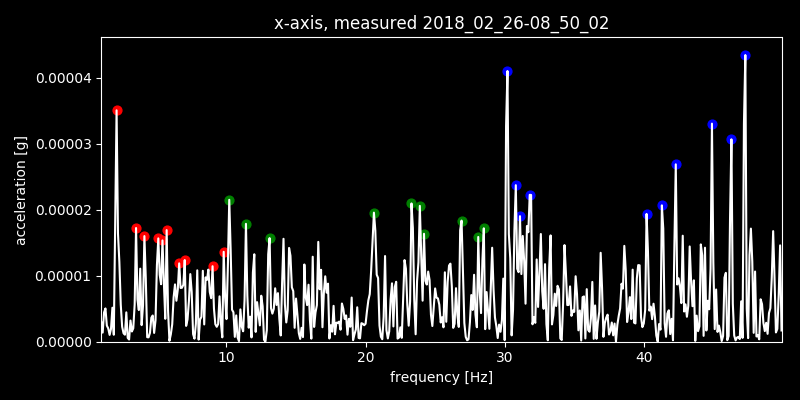 x-axis, measured 2018_02_26-08_50_02
acceleration [g]
0.00004
0.00003
0.00002
0.00001
0.00000
10 20 30 40
frequency [Hz]